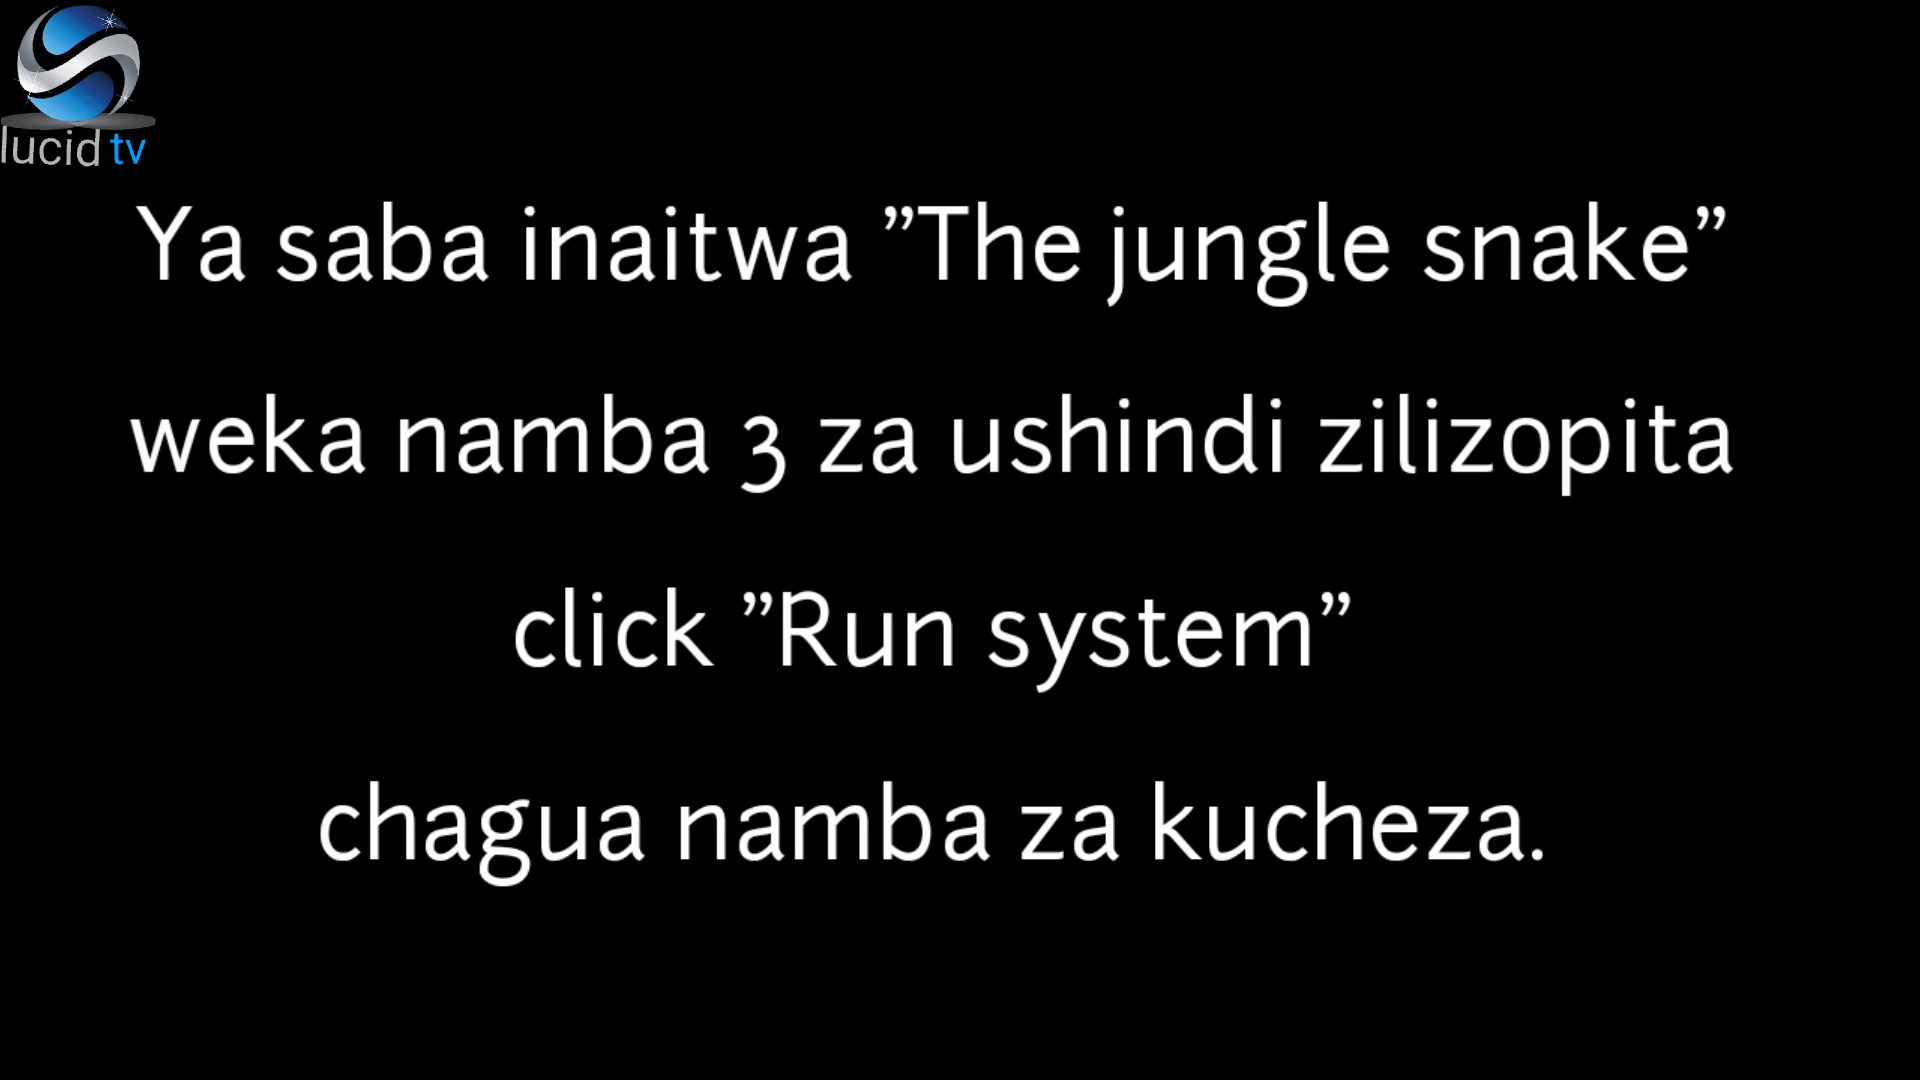 lucid tv
Ya saba inaitwa ”The jungle snake”
weka namba 3 za ushindi zilizopita
click ”Run system”
chagua namba za kucheza.